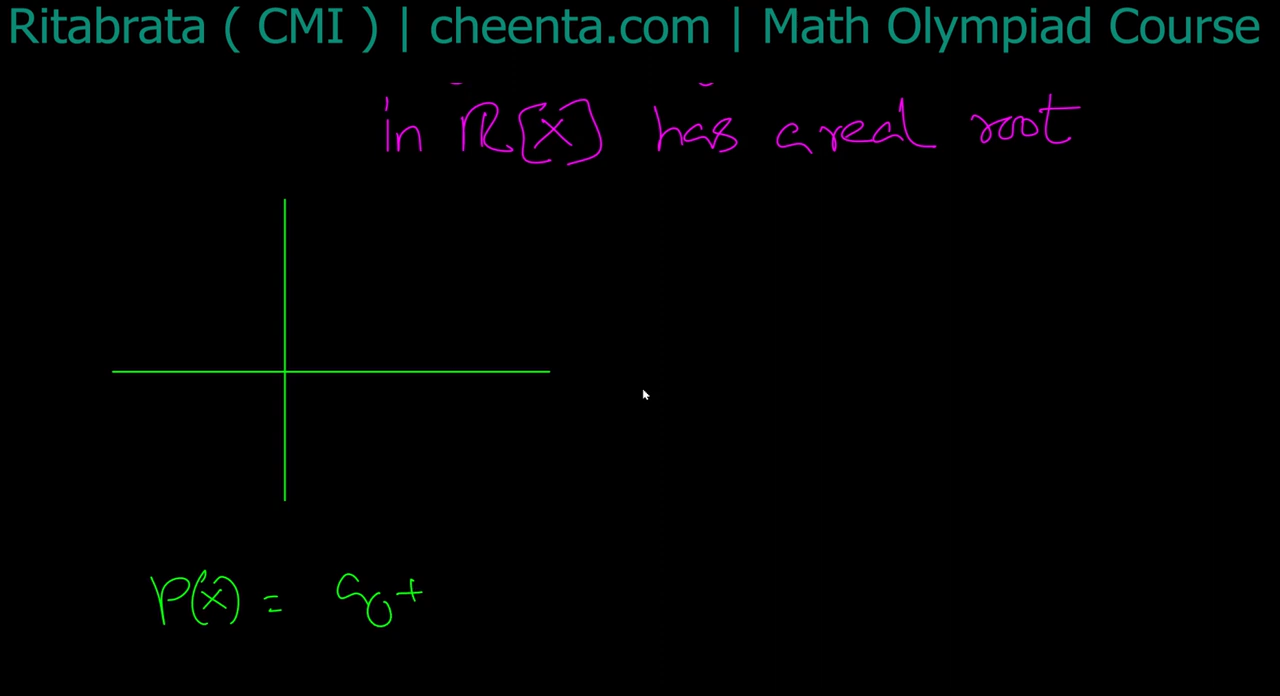 Ritabrata ( CMI ) | cheenta.com | Math Olympiad Course
in ℝ[x] has a real root
P(x) = a₀ +